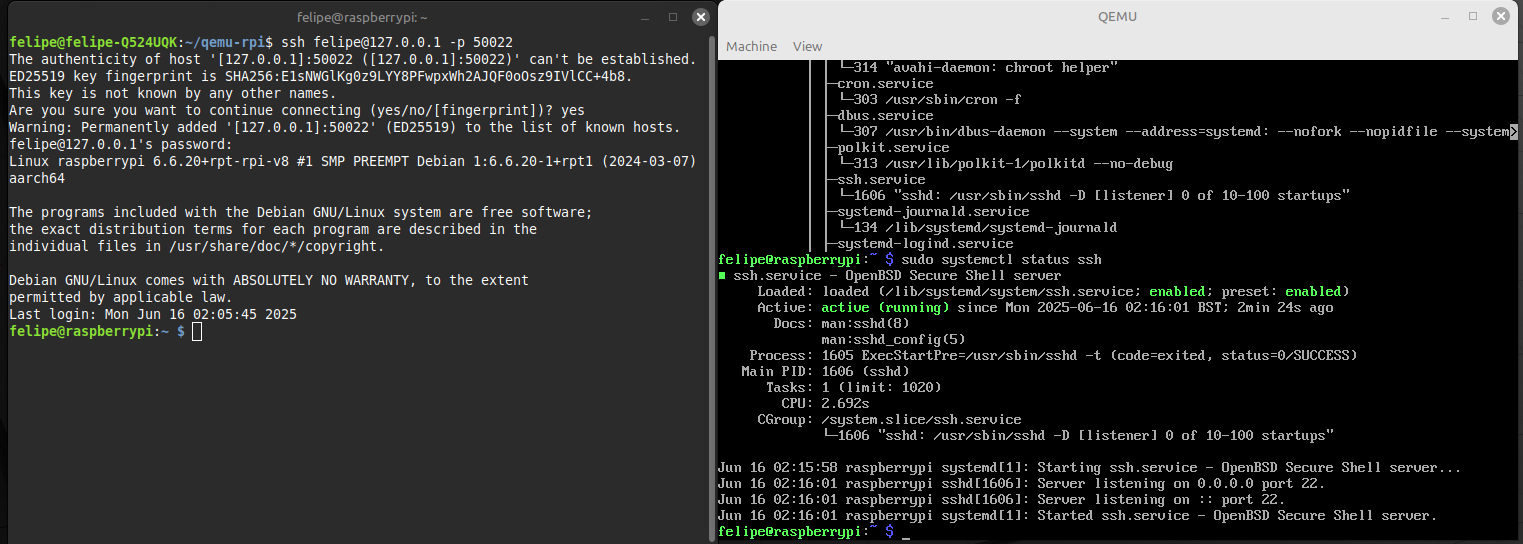 felipe@raspberrypi: ~
felipe@felipe-Q524UQK:~/qemu-rpi$ ssh felipe@127.0.0.1 -p 50022
The authenticity of host '[127.0.0.1]:50022 ([127.0.0.1]:50022)' can't be established.
ED25519 key fingerprint is SHA256:E1sNWGlKg0z9LYY8PFwpxWh2AJQF0oOsz9IVlCC+4b8.
This key is not known by any other names.
Are you sure you want to continue connecting (yes/no/[fingerprint])? yes
Warning: Permanently added '[127.0.0.1]:50022' (ED25519) to the list of known hosts.
felipe@127.0.0.1's password:
Linux raspberrypi 6.6.20+rpt-rpi-v8 #1 SMP PREEMPT Debian 1:6.6.20-1+rpt1 (2024-03-07)
aarch64
The programs included with the Debian GNU/Linux system are free software;
the exact distribution terms for each program are described in the
individual files in /usr/share/doc/*/copyright.
Debian GNU/Linux comes with ABSOLUTELY NO WARRANTY, to the extent
permitted by applicable law.
Last login: Mon Jun 16 02:05:45 2025
felipe@raspberrypi:~ $
QEMU
Machine View
└─314 "avahi-daemon: chroot helper"
├─cron.service
│ └─303 /usr/sbin/cron -f
├─dbus.service
│ └─307 /usr/bin/dbus-daemon --system --address=systemd: --nofork --nopidfile --system>
├─polkit.service
│ └─313 /usr/lib/polkit-1/polkitd --no-debug
├─ssh.service
│ └─1606 "sshd: /usr/sbin/sshd -D [listener] 0 of 10-100 startups"
├─systemd-journald.service
│ └─134 /lib/systemd/systemd-journald
├─systemd-logind.service
felipe@raspberrypi:~ $ sudo systemctl status ssh
■ ssh.service - OpenBSD Secure Shell server
Loaded: loaded (/lib/systemd/system/ssh.service; enabled; preset: enabled)
Active: active (running) since Mon 2025-06-16 02:16:01 BST; 2min 24s ago
Docs: man:sshd(8)
man:sshd_config(5)
Process: 1605 ExecStartPre=/usr/sbin/sshd -t (code=exited, status=0/SUCCESS)
Main PID: 1606 (sshd)
Tasks: 1 (limit: 1020)
CPU: 2.692s
CGroup: /system.slice/ssh.service
└─1606 "sshd: /usr/sbin/sshd -D [listener] 0 of 10-100 startups"
Jun 16 02:15:58 raspberrypi systemd[1]: Starting ssh.service - OpenBSD Secure Shell server...
Jun 16 02:16:01 raspberrypi sshd[1606]: Server listening on 0.0.0.0 port 22.
Jun 16 02:16:01 raspberrypi sshd[1606]: Server listening on :: port 22.
Jun 16 02:16:01 raspberrypi systemd[1]: Started ssh.service - OpenBSD Secure Shell server.
felipe@raspberrypi:~ $ _